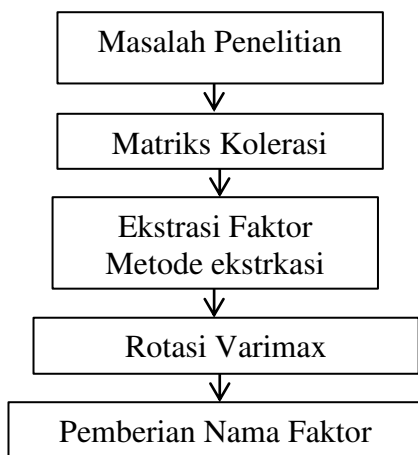 Masalah Penelitian
Matriks Kolerasi
Ekstrasi Faktor
Metode ekstrkasi
Rotasi Varimax
Pemberian Nama Faktor